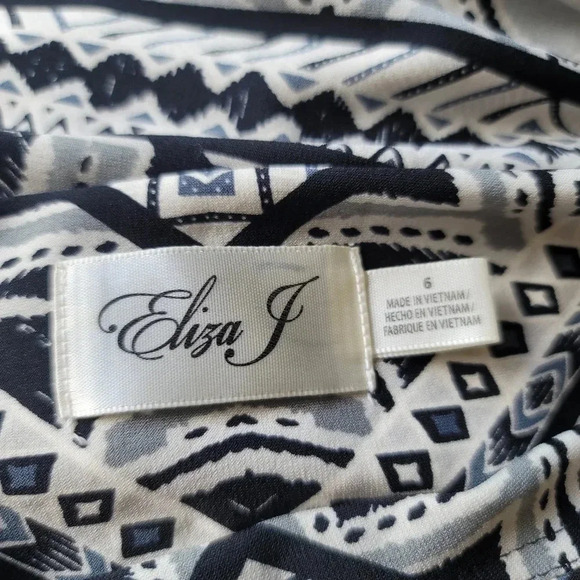 Eliza J
6
MADE IN VIETNAM/
HECHO EN VIETNAM/
FABRIQUE EN VIETNAM